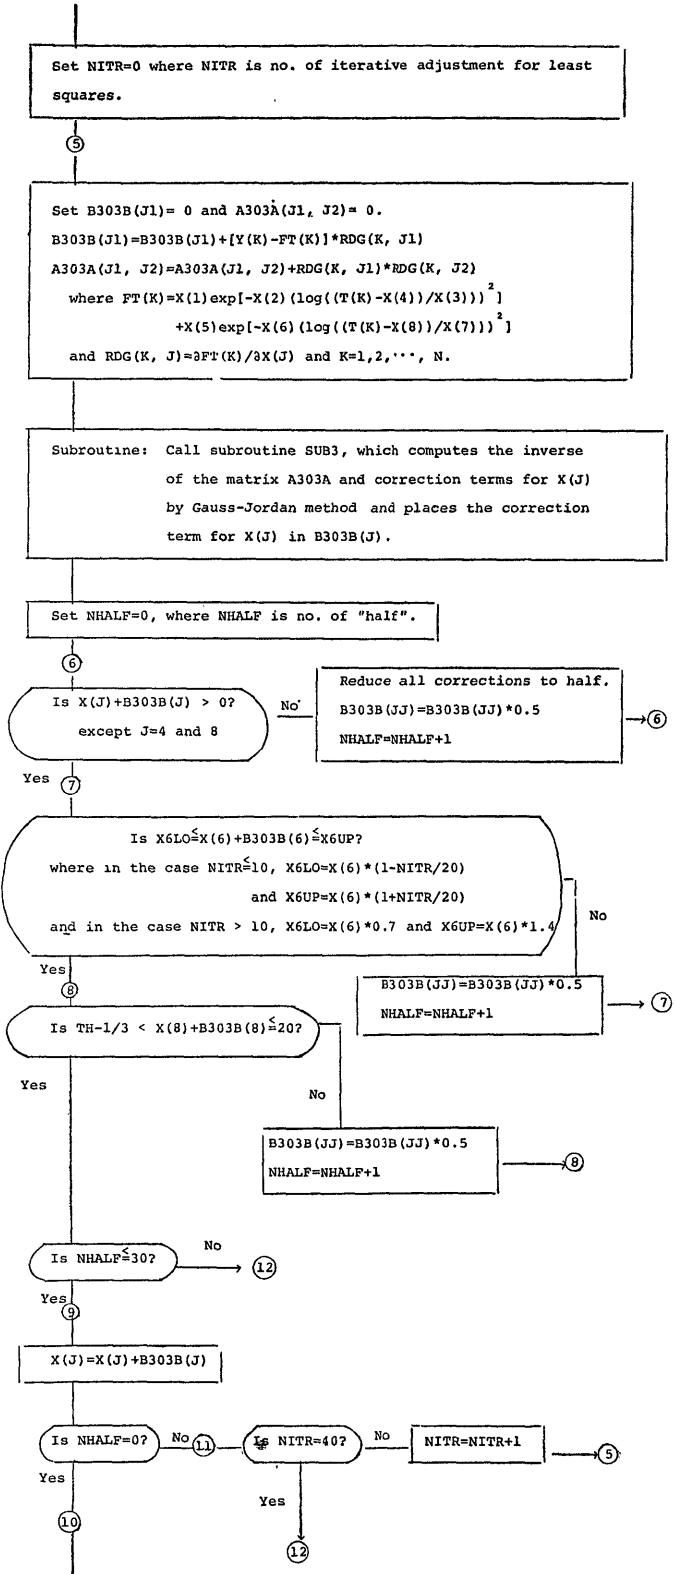 Set NITR=0 where NITR is no. of iterative adjustment for least
squares.
5
Set B303B(J1)= 0 and A303A(J1, J2)= 0.
B303B(J1)=B303B(J1)+[Y(K)-FT(K)]*RDG(K, J1)
A303A(J1, J2)=A303A(J1, J2)+RDG(K, J1)*RDG(K, J2)
where FT(K)=X(1)exp[-X(2)(log((T(K)-X(4))/X(3)))²]
+X(5)exp[-X(6)(log((T(K)-X(8))/X(7)))²]
and RDG(K, J)=∂FT(K)/∂X(J) and K=1,2,···, N.
Subroutine: Call subroutine SUB3, which computes the inverse
of the matrix A303A and correction terms for X(J)
by Gauss-Jordan method and places the correction
term for X(J) in B303B(J).
Set NHALF=0, where NHALF is no. of "half".
6
Is X(J)+B303B(J) > 0?
except J=4 and 8
No
Reduce all corrections to half.
B303B(JJ)=B303B(JJ)*0.5
NHALF=NHALF+1
6
Yes
7
Is X6LO≦X(6)+B303B(6)≦X6UP?
where in the case NITR≦10, X6LO=X(6)*(1-NITR/20)
and X6UP=X(6)*(1+NITR/20)
and in the case NITR > 10, X6LO=X(6)*0.7 and X6UP=X(6)*1.4
No
B303B(JJ)=B303B(JJ)*0.5
NHALF=NHALF+1
7
Yes
8
Is TH-1/3 < X(8)+B303B(8)≦20?
Yes
No
B303B(JJ)=B303B(JJ)*0.5
NHALF=NHALF+1
8
Is NHALF≦30?
No
12
Yes
9
X(J)=X(J)+B303B(J)
Is NHALF=0?
No
11
Is NITR=40?
No
NITR=NITR+1
5
Yes
10
Yes
12